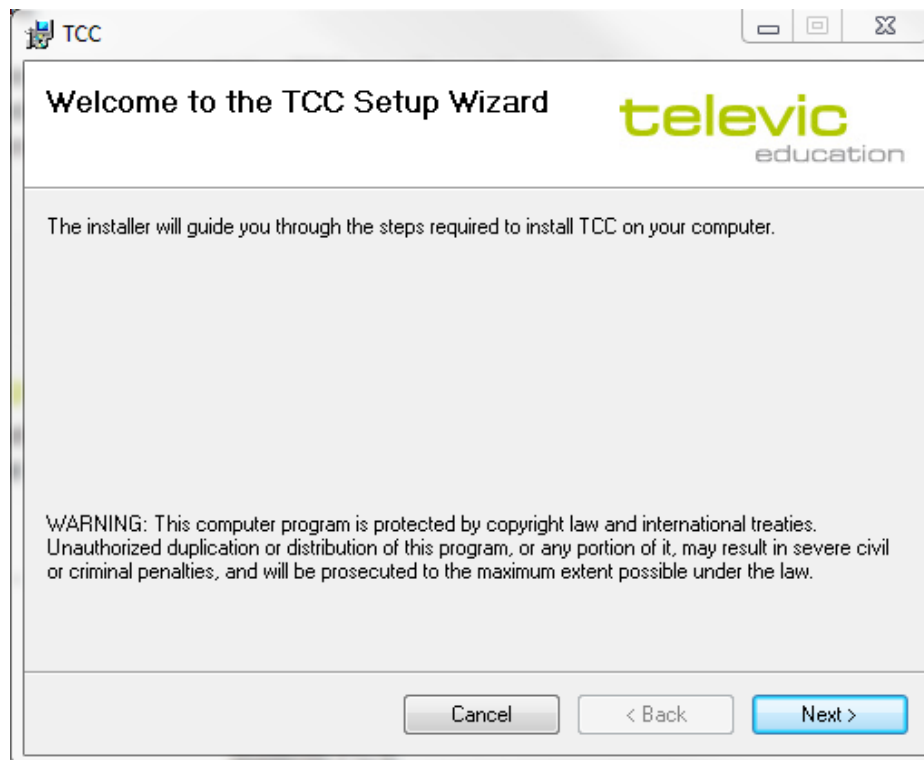 TCC
Welcome to the TCC Setup Wizard
televic
education
The installer will guide you through the steps required to install TCC on your computer.
WARNING: This computer program is protected by copyright law and international treaties.
Unauthorized duplication or distribution of this program, or any portion of it, may result in severe civil
or criminal penalties, and will be prosecuted to the maximum extent possible under the law.
Cancel
< Back
Next >